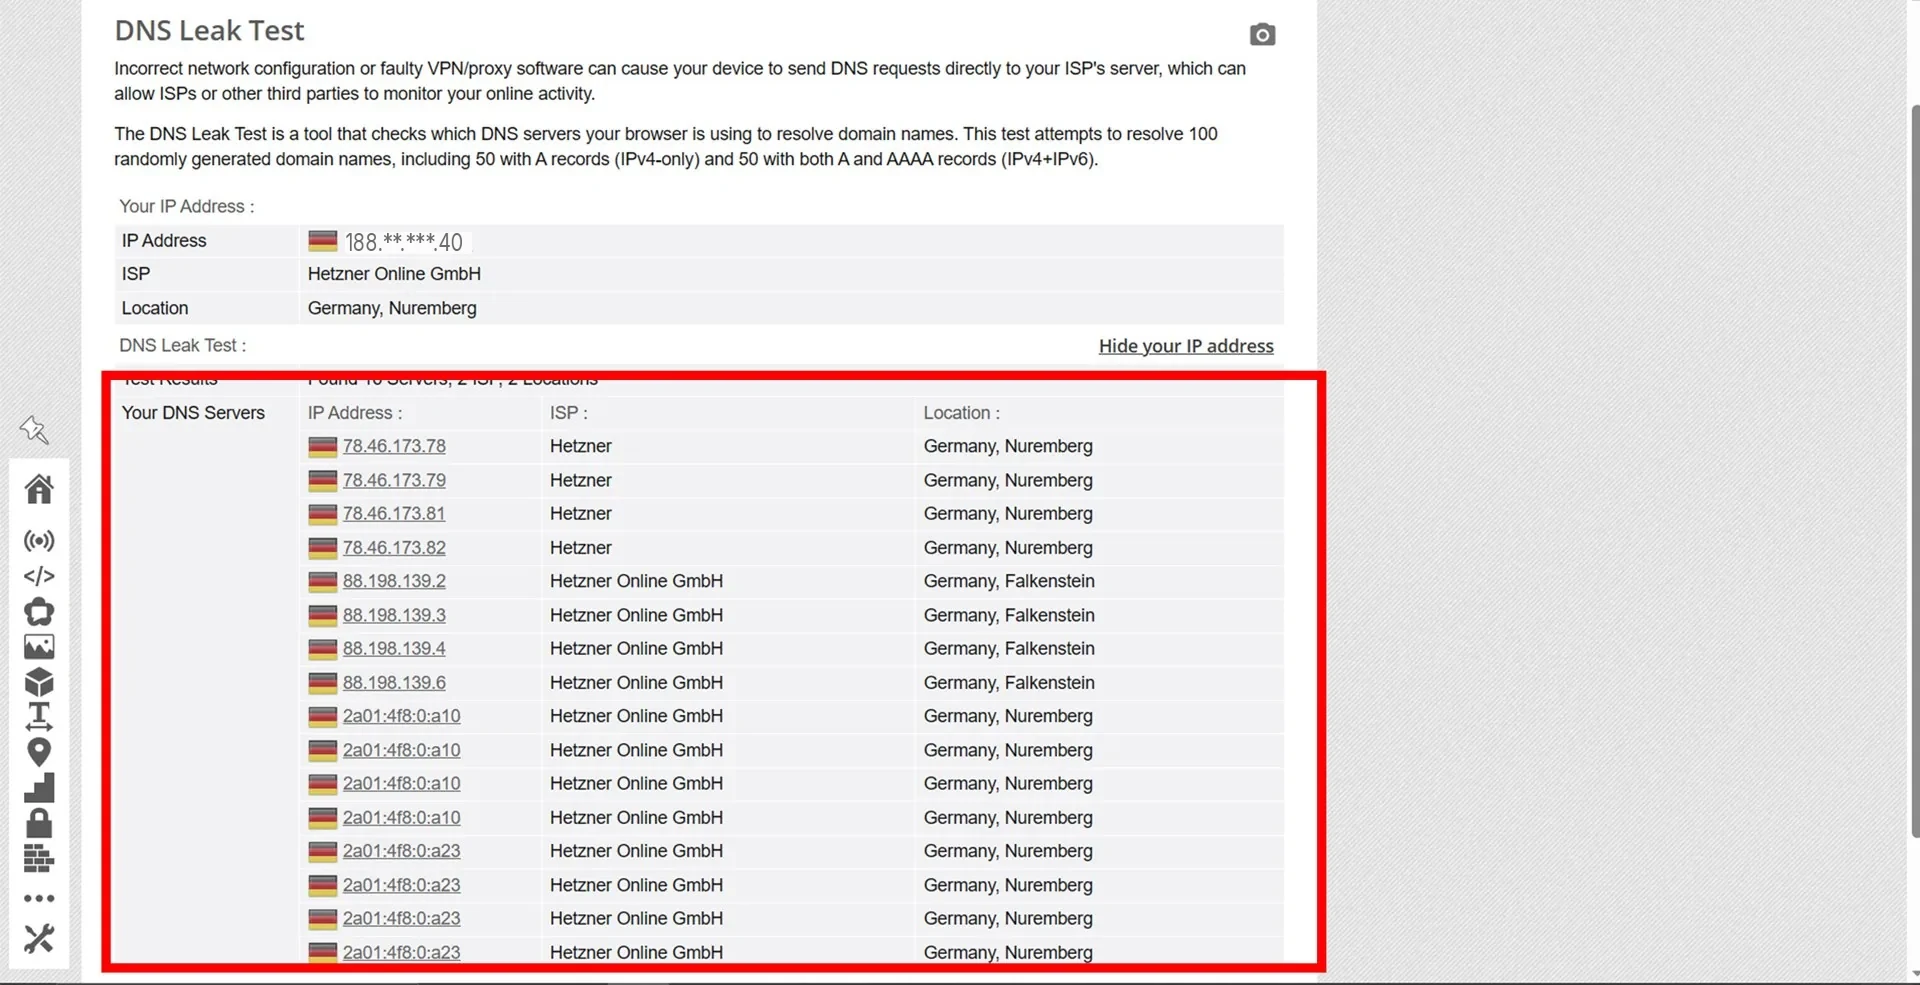 DNS Leak Test
Incorrect network configuration or faulty VPN/proxy software can cause your device to send DNS requests directly to your ISP's server, which can
allow ISPs or other third parties to monitor your online activity.
The DNS Leak Test is a tool that checks which DNS servers your browser is using to resolve domain names. This test attempts to resolve 100
randomly generated domain names, including 50 with A records (IPv4-only) and 50 with both A and AAAA records (IPv4+IPv6).
Your IP Address :
IP Address 188.**.***.40
ISP Hetzner Online GmbH
Location Germany, Nuremberg
DNS Leak Test : Hide your IP address
Test Results Found 16 Servers, 2 ISP, 2 Locations
Your DNS Servers IP Address : ISP : Location :
78.46.173.78 Hetzner Germany, Nuremberg
78.46.173.79 Hetzner Germany, Nuremberg
78.46.173.81 Hetzner Germany, Nuremberg
78.46.173.82 Hetzner Germany, Nuremberg
88.198.139.2 Hetzner Online GmbH Germany, Falkenstein
88.198.139.3 Hetzner Online GmbH Germany, Falkenstein
88.198.139.4 Hetzner Online GmbH Germany, Falkenstein
88.198.139.6 Hetzner Online GmbH Germany, Falkenstein
2a01:4f8:0:a10 Hetzner Online GmbH Germany, Nuremberg
2a01:4f8:0:a10 Hetzner Online GmbH Germany, Nuremberg
2a01:4f8:0:a10 Hetzner Online GmbH Germany, Nuremberg
2a01:4f8:0:a10 Hetzner Online GmbH Germany, Nuremberg
2a01:4f8:0:a23 Hetzner Online GmbH Germany, Nuremberg
2a01:4f8:0:a23 Hetzner Online GmbH Germany, Nuremberg
2a01:4f8:0:a23 Hetzner Online GmbH Germany, Nuremberg
2a01:4f8:0:a23 Hetzner Online GmbH Germany, Nuremberg